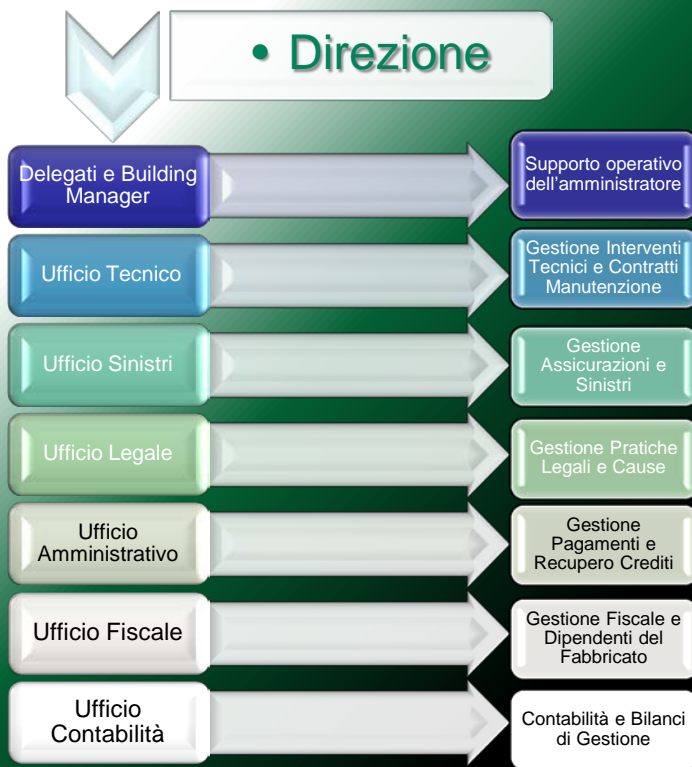 • Direzione
Delegati e Building
Manager
Supporto operativo
dell'amministratore
Ufficio Tecnico
Gestione Interventi
Tecnici e Contratti
Manutenzione
Ufficio Sinistri
Gestione
Assicurazioni e
Sinistri
Ufficio Legale
Gestione Pratiche
Legali e Cause
Ufficio
Amministrativo
Gestione
Pagamenti e
Recupero Crediti
Ufficio Fiscale
Gestione Fiscale e
Dipendenti del
Fabbricato
Ufficio
Contabilità
Contabilità e Bilanci
di Gestione